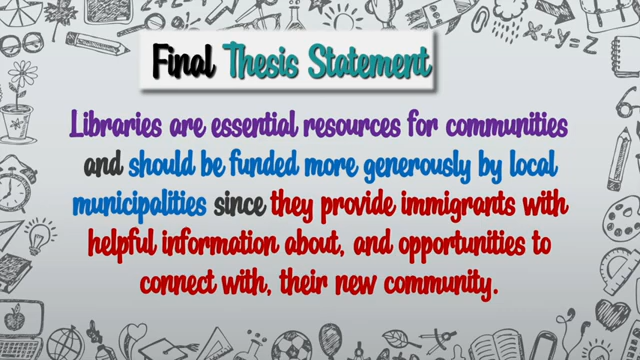 Final Thesis Statement
Libraries are essential resources for communities
and should be funded more generously by local
municipalities since they provide immigrants with
helpful information about, and opportunities to
connect with, their new community.
x+y=z